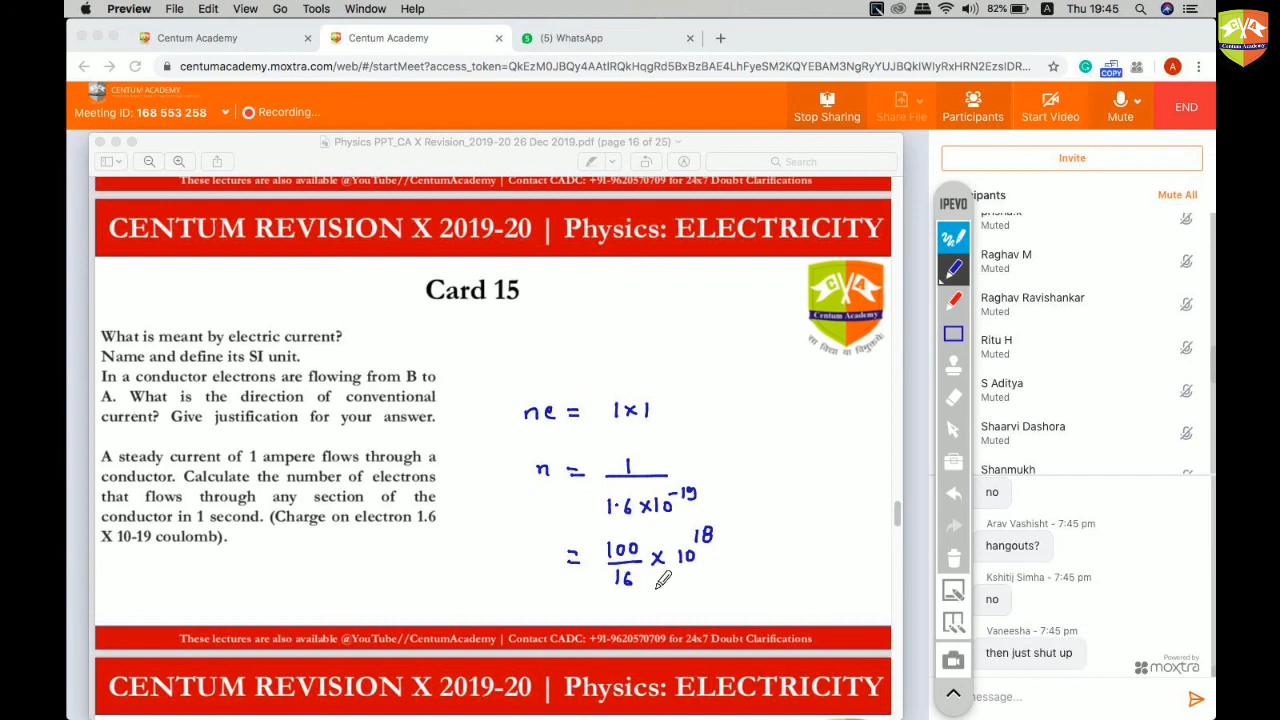 Preview File Edit View Go Tools Window Help 82% Thu 19:45
Centum Academy × Centum Academy × (5) WhatsApp × +
centumacademy.moxtra.com/web/#/startMeet?access_token=
COPY
A
CENTUM ACADEMY
Meeting ID: 168 553 258 Recording...
Stop Sharing Share File Participants Start Video Mute END
Physics PPT_CA X Revision_2019-20 26 Dec 2019.pdf (page 16 of 25)
Search
These lectures are also available @YouTube//CentumAcademy | Contact CADC: +91-9620570709 for 24x7 Doubt Clarifications
CENTUM REVISION X 2019-20 | Physics: ELECTRICITY
Card 15
Centum Academy
What is meant by electric current?
Name and define its SI unit.
In a conductor electrons are flowing from B to
A. What is the direction of conventional
current? Give justification for your answer.
A steady current of 1 ampere flows through a
conductor. Calculate the number of electrons
that flows through any section of the
conductor in 1 second. (Charge on electron 1.6
X 10-19 coulomb).
ne = 1×1
n = 1
1.6 ×10⁻¹⁹
= 100/16 × 10¹⁸
These lectures are also available @YouTube//CentumAcademy | Contact CADC: +91-9620570709 for 24x7 Doubt Clarifications
CENTUM REVISION X 2019-20 | Physics: ELECTRICITY
Invite
Mute All
IPEVO
Muted
Raghav M
Muted
Raghav Ravishankar
Muted
Ritu H
Muted
S Aditya
Muted
Shaarvi Dashora
Muted
Shanmukh
no
Arav Vashisht - 7:45 pm
hangouts?
Kshitij Simha - 7:45 pm
no
Vaneesha - 7:45 pm
then just shut up
Powered by
moxtra
C A
Centum Academy